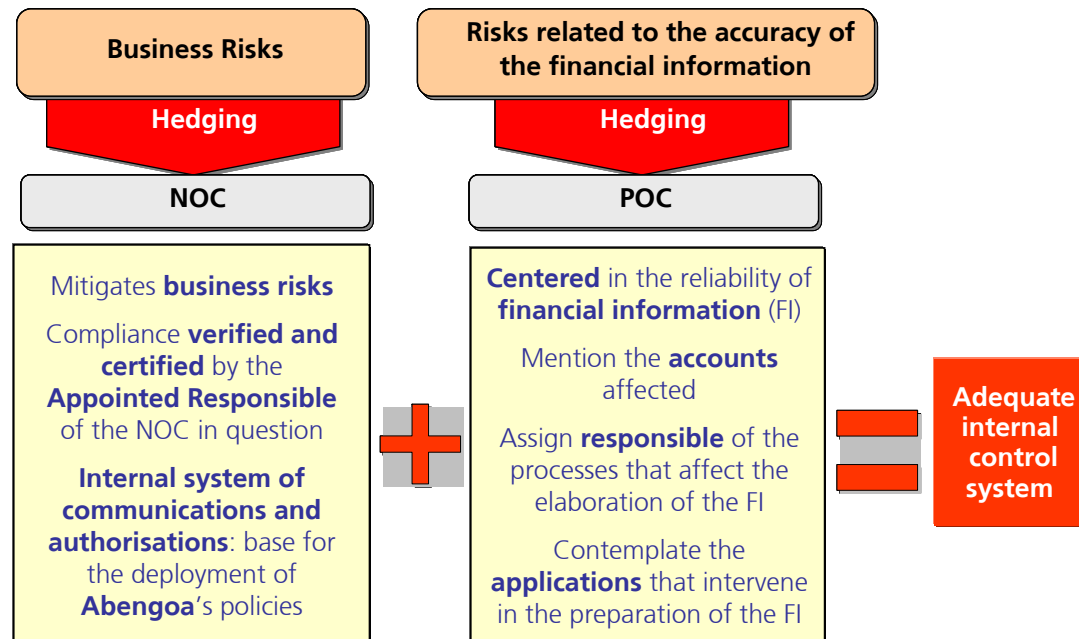 Business Risks
Hedging
NOC
Mitigates business risks
Compliance verified and
certified by the
Appointed Responsible
of the NOC in question
Internal system of
communications and
authorisations: base for
the deployment of
Abengoa's policies
Risks related to the accuracy of
the financial information
Hedging
POC
Centered in the reliability of
financial information (FI)
Mention the accounts
affected
Assign responsible of the
processes that affect the
elaboration of the FI
Contemplate the
applications that intervene
in the preparation of the FI
Adequate
internal
control
system